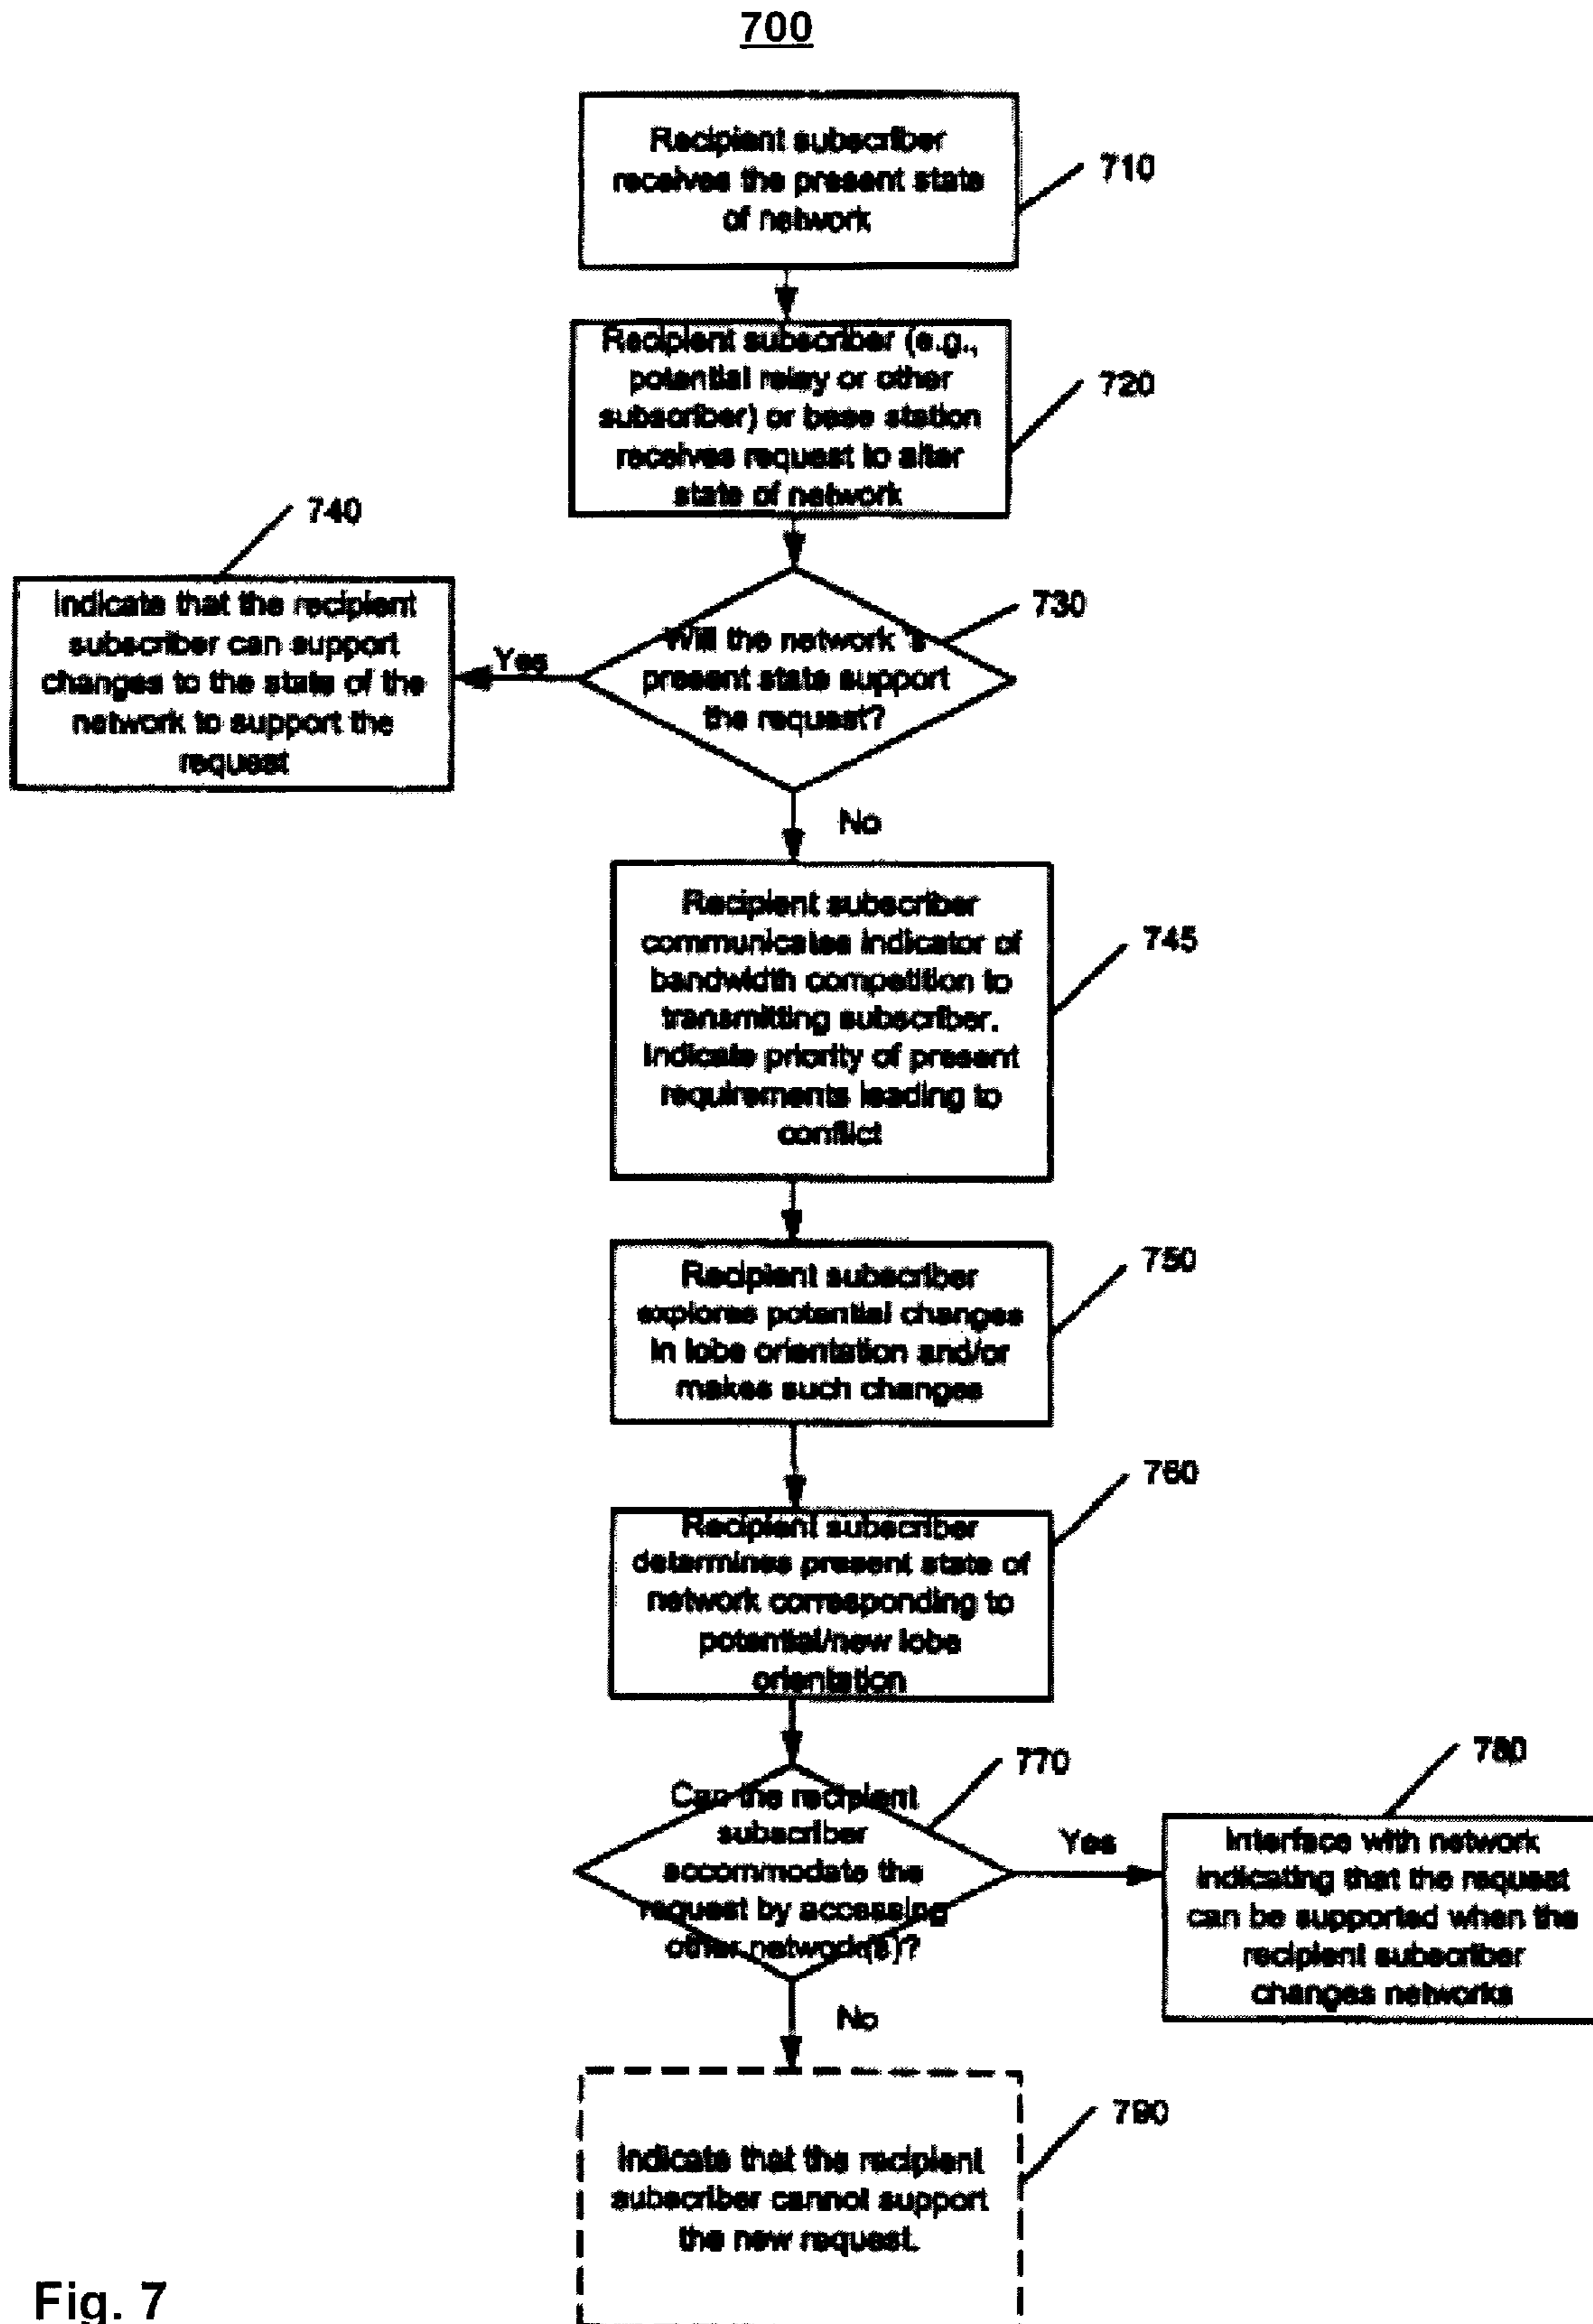 700
Recipient subscriber
receives the present state
of network
710
Recipient subscriber (e.g.,
potential relay or other
subscriber) or base station
receives request to alter
state of network
720
740
Indicate that the recipient
subscriber can support
changes to the state of the
network to support the
request
Yes
Will the network 's
present state support
the request?
730
No
Recipient subscriber
communicates indicator of
bandwidth competition to
transmitting subscriber.
Indicate priority of present
requirements leading to
conflict
745
Recipient subscriber
explores potential changes
in lobe orientation and/or
makes such changes
750
Recipient subscriber
determines present state of
network corresponding to
potential/new lobe
orientation
760
Can the recipient
subscriber
accommodate the
request by accessing
other network(s)?
770
Yes
780
Interface with network
indicating that the request
can be supported when the
recipient subscriber
changes networks
No
Indicate that the recipient
subscriber cannot support
the new request.
790
Fig. 7